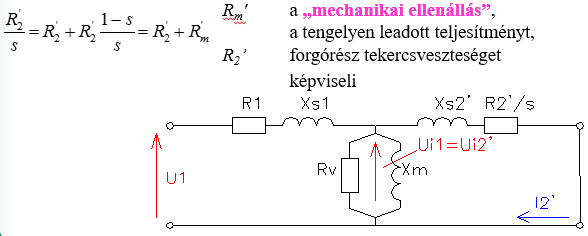 R₂'/s = R₂' + R₂' (1−s)/s = R₂' + Rₘ'
Rm' a „mechanikai ellenállás”,
a tengelyen leadott teljesítményt,
R2' forgórész tekercsveszteséget
képviseli
R1 Xs1 Xs2' R2'/s
Ui1=Ui2'
Rv Xm
U1
I2'